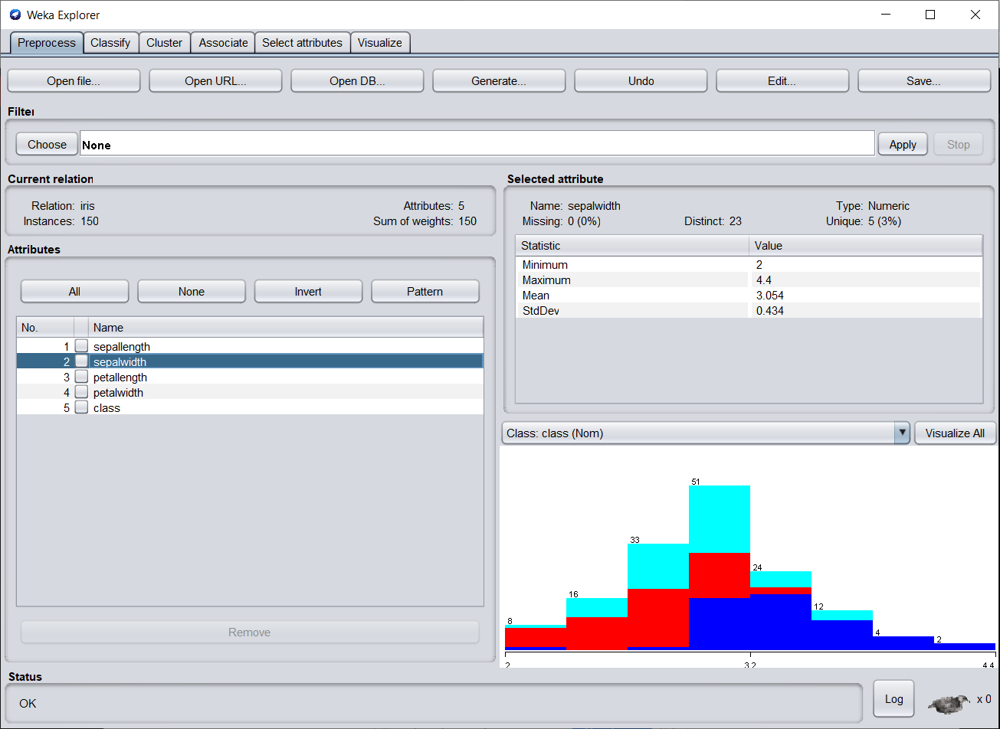 Weka Explorer
Preprocess Classify Cluster Associate Select attributes Visualize
Open file... Open URL... Open DB... Generate... Undo Edit... Save...
Filter
Choose None Apply Stop
Current relation
Relation: iris Attributes: 5
Instances: 150 Sum of weights: 150
Attributes
All None Invert Pattern
No. Name
1 sepallength
2 sepalwidth
3 petallength
4 petalwidth
5 class
Remove
Selected attribute
Name: sepalwidth Type: Numeric
Missing: 0 (0%) Distinct: 23 Unique: 5 (3%)
Statistic Value
Minimum 2
Maximum 4.4
Mean 3.054
StdDev 0.434
Class: class (Nom) Visualize All
51
33
24
16
12
8
4
2
2 3.2 4.4
Status
OK Log x 0